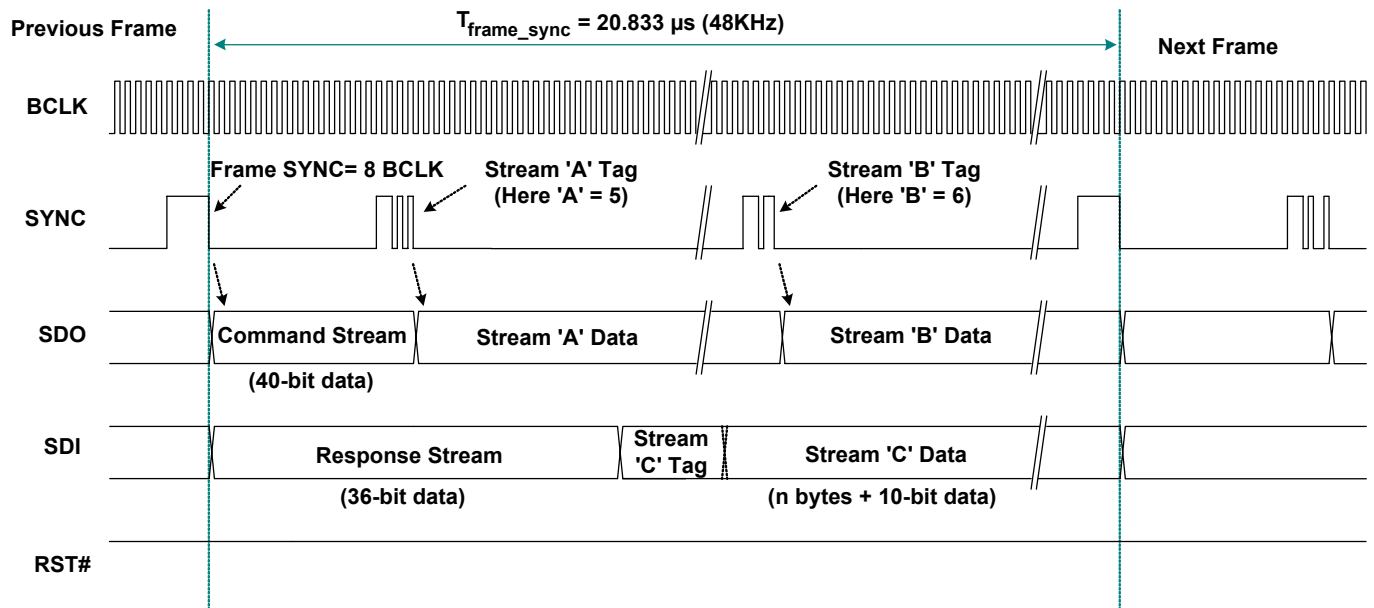 T_frame_sync = 20.833 µs (48KHz)
Previous Frame
Next Frame
BCLK
Frame SYNC= 8 BCLK
Stream 'A' Tag
(Here 'A' = 5)
Stream 'B' Tag
(Here 'B' = 6)
SYNC
SDO
Command Stream
Stream 'A' Data
Stream 'B' Data
(40-bit data)
SDI
Response Stream
Stream
'C' Tag
Stream 'C' Data
(36-bit data)
(n bytes + 10-bit data)
RST#